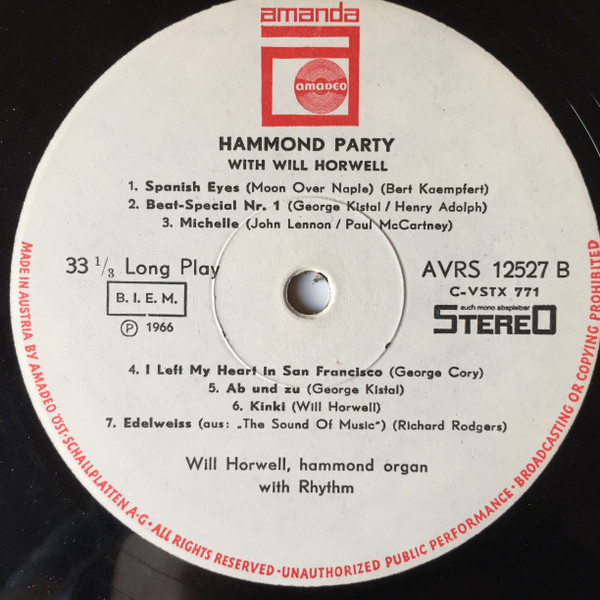 amanda
AMADEO
HAMMOND PARTY
WITH WILL HORWELL
1. Spanish Eyes (Moon Over Naple) (Bert Kaempfert)
2. Beat-Special Nr. 1 (George Kistal / Henry Adolph)
3. Michelle (John Lennon / Paul McCartney)
33 1/3 Long Play
B. I. E. M.
Ⓟ 1966
AVRS 12527 B
C-VSTX 771
auch mono abspielbar
STEREO
4. I Left My Heart in San Francisco (George Cory)
5. Ab und zu (George Kistal)
6. Kinki (Will Horwell)
7. Edelweiss (aus: „The Sound Of Music") (Richard Rodgers)
Will Horwell, hammond organ
with Rhythm
MADE IN AUSTRIA BY AMADEO ÖST. SCHALLPLATTEN A·G · ALL RIGHTS RESERVED · UNAUTHORIZED PUBLIC PERFORMANCE · BROADCASTING OR COPYING PROHIBITED